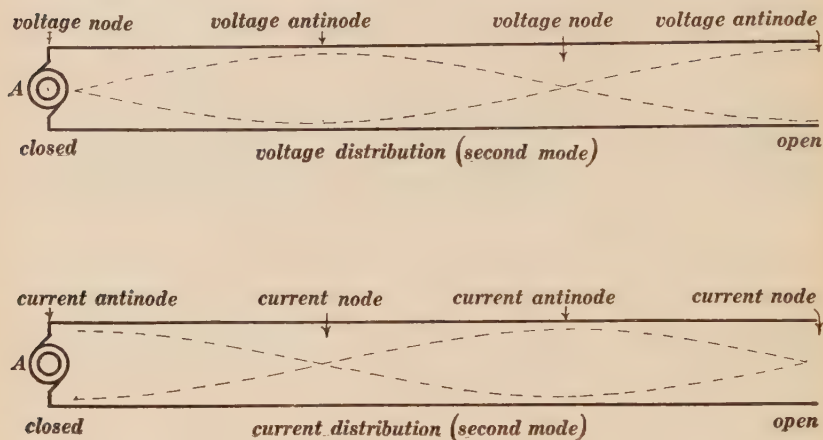 voltage node voltage antinode voltage node voltage antinode
A
closed voltage distribution (second mode) open
current antinode current node current antinode current node
A
closed current distribution (second mode) open